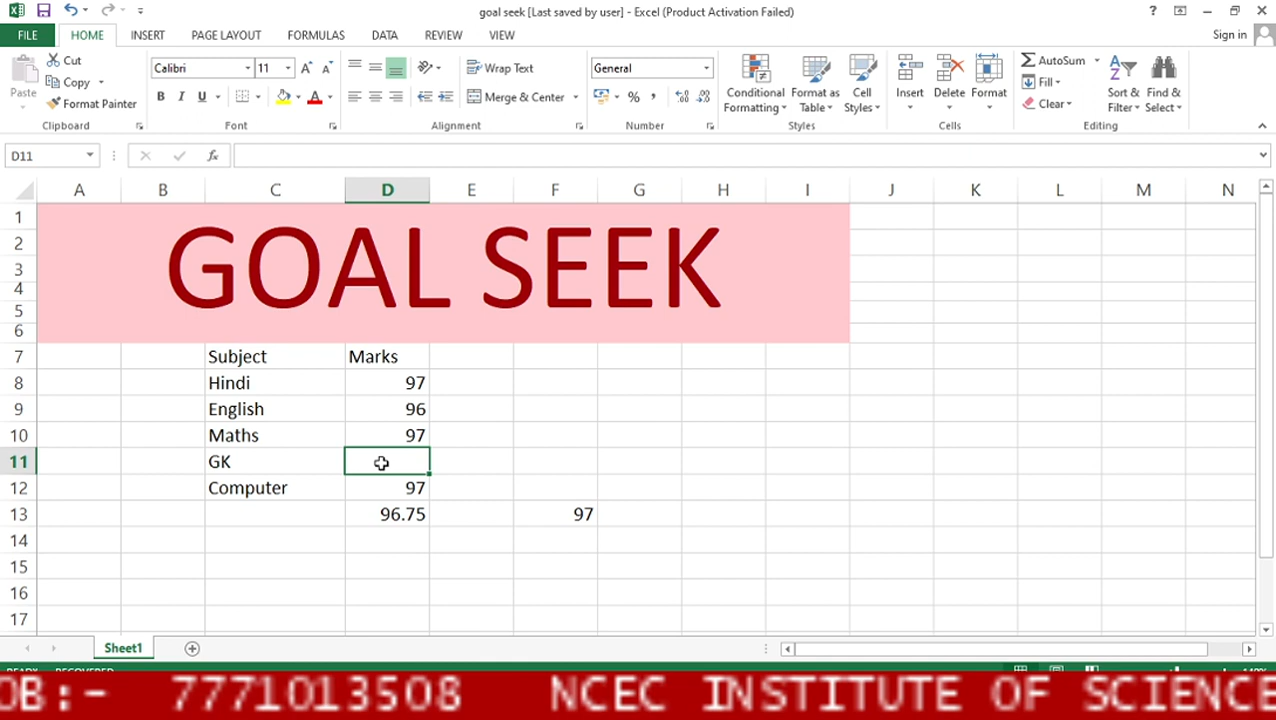 goal seek [Last saved by user] - Excel (Product Activation Failed)
?
FILE HOME INSERT PAGE LAYOUT FORMULAS DATA REVIEW VIEW Sign in
Paste Cut Copy Format Painter Clipboard
Calibri 11 B I U A A A Font
Wrap Text Merge & Center Alignment
General % , Number
Conditional Formatting Format as Table Cell Styles Styles
Insert Delete Format Cells
AutoSum Fill Clear Sort & Filter Find & Select Editing
D11 fx
A B C D E F G H I J K L M N
1 GOAL SEEK
2
3
4
5
6
7 Subject Marks
8 Hindi 97
9 English 96
10 Maths 97
11 GK
12 Computer 97
13 96.75 97
14
15
16
17
Sheet1
OB:- 7771013508 NCEC INSTITUTE OF SCIENCE